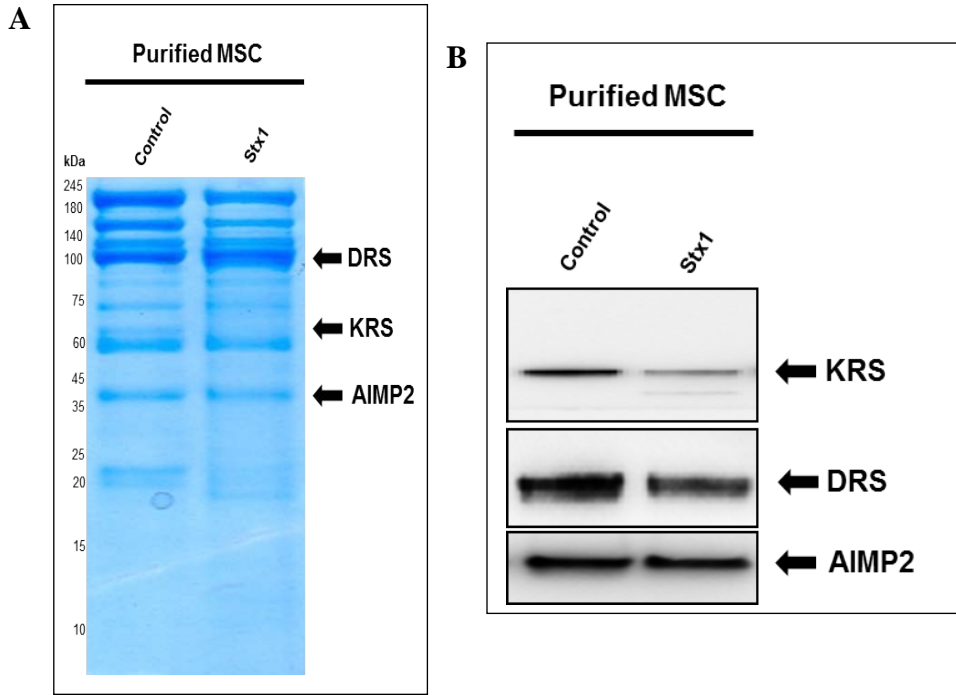 A
Purified MSC
Control
Stx1
kDa
245
180
140
100
75
60
45
35
25
20
15
10
DRS
KRS
AIMP2
B
Purified MSC
Control
Stx1
KRS
DRS
AIMP2